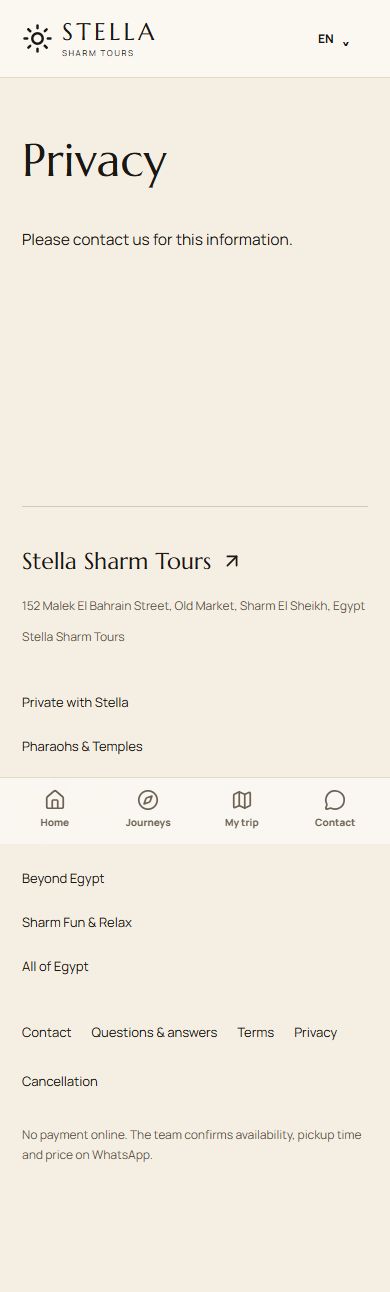 STELLA
SHARM TOURS
EN
Privacy
Please contact us for this information.
Stella Sharm Tours
152 Malek El Bahrain Street, Old Market, Sharm El Sheikh, Egypt
Stella Sharm Tours
Private with Stella
Pharaohs & Temples
Home
Journeys
My trip
Contact
Beyond Egypt
Sharm Fun & Relax
All of Egypt
Contact Questions & answers Terms Privacy
Cancellation
No payment online. The team confirms availability, pickup time
and price on WhatsApp.